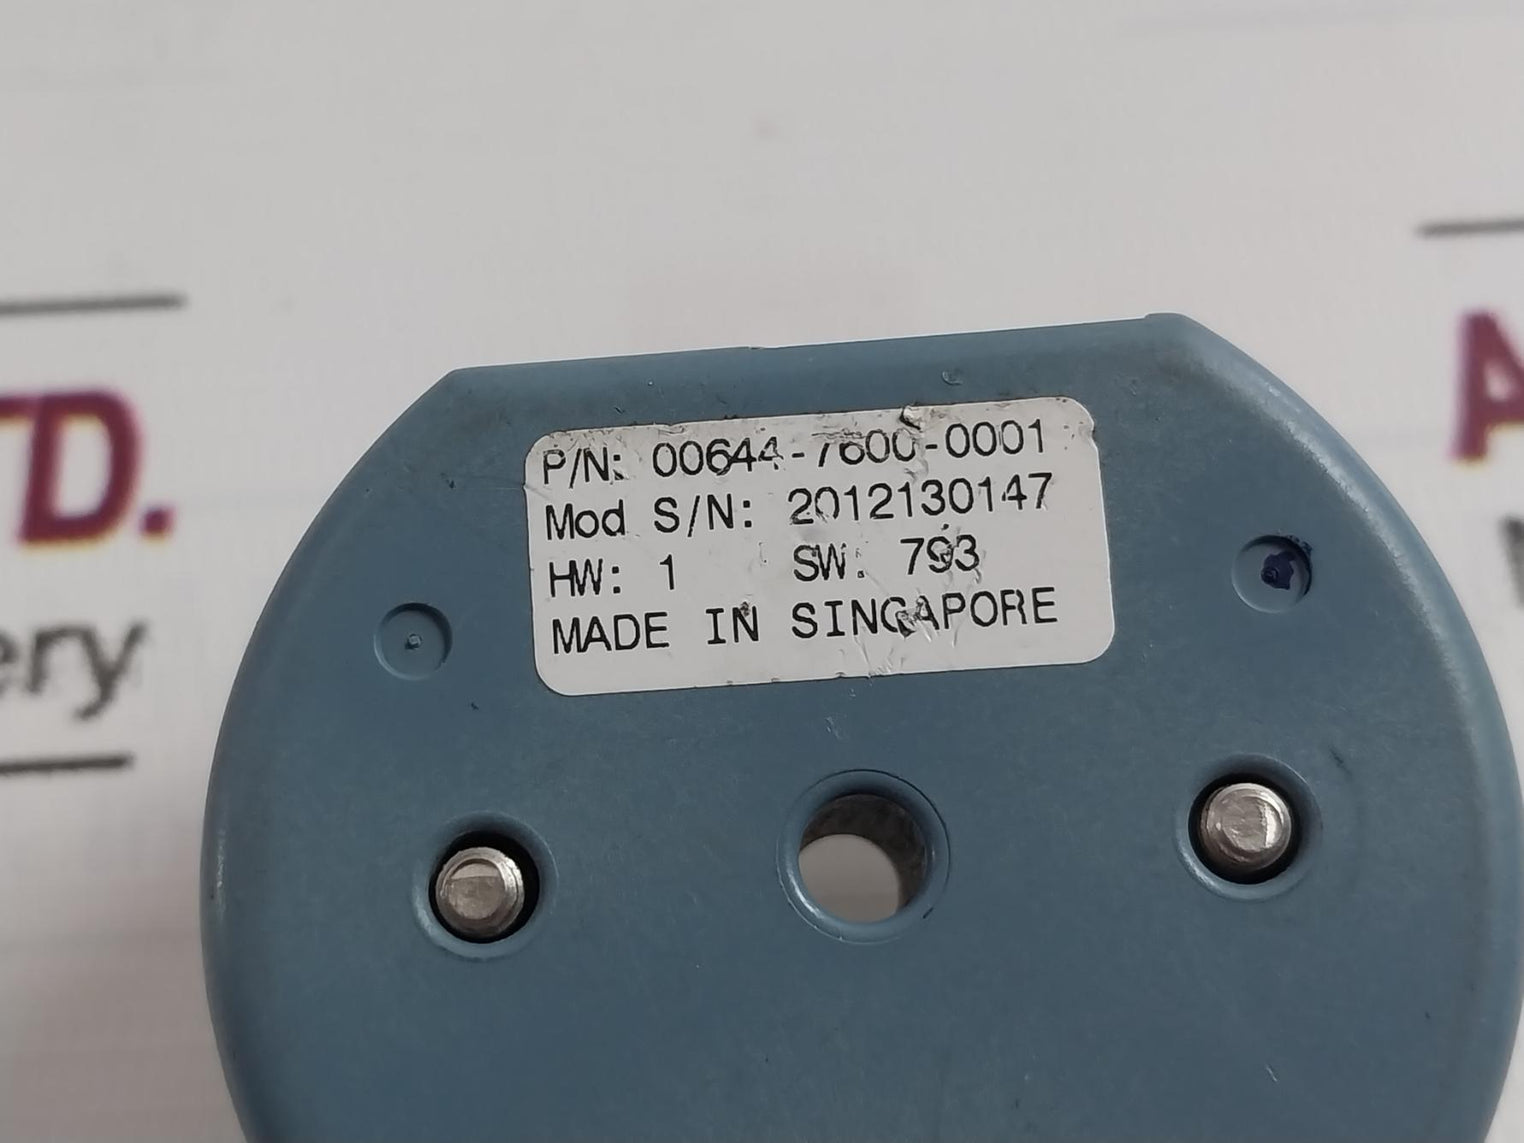 P/N: 00644-7600-0001
Mod S/N: 2012130147
HW: 1 SW: 793
MADE IN SINGAPORE
TD.
ery
A